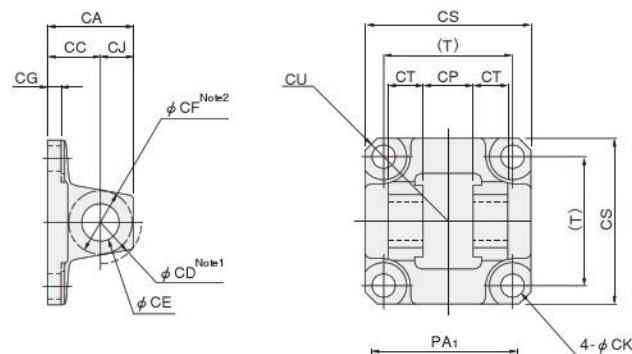 CA
CC CJ
CG
φ CF Note2
φ CD Note1
φ CE
CS
(T)
CT CP CT
CU
(T)
CS
PA1
4-φ CK